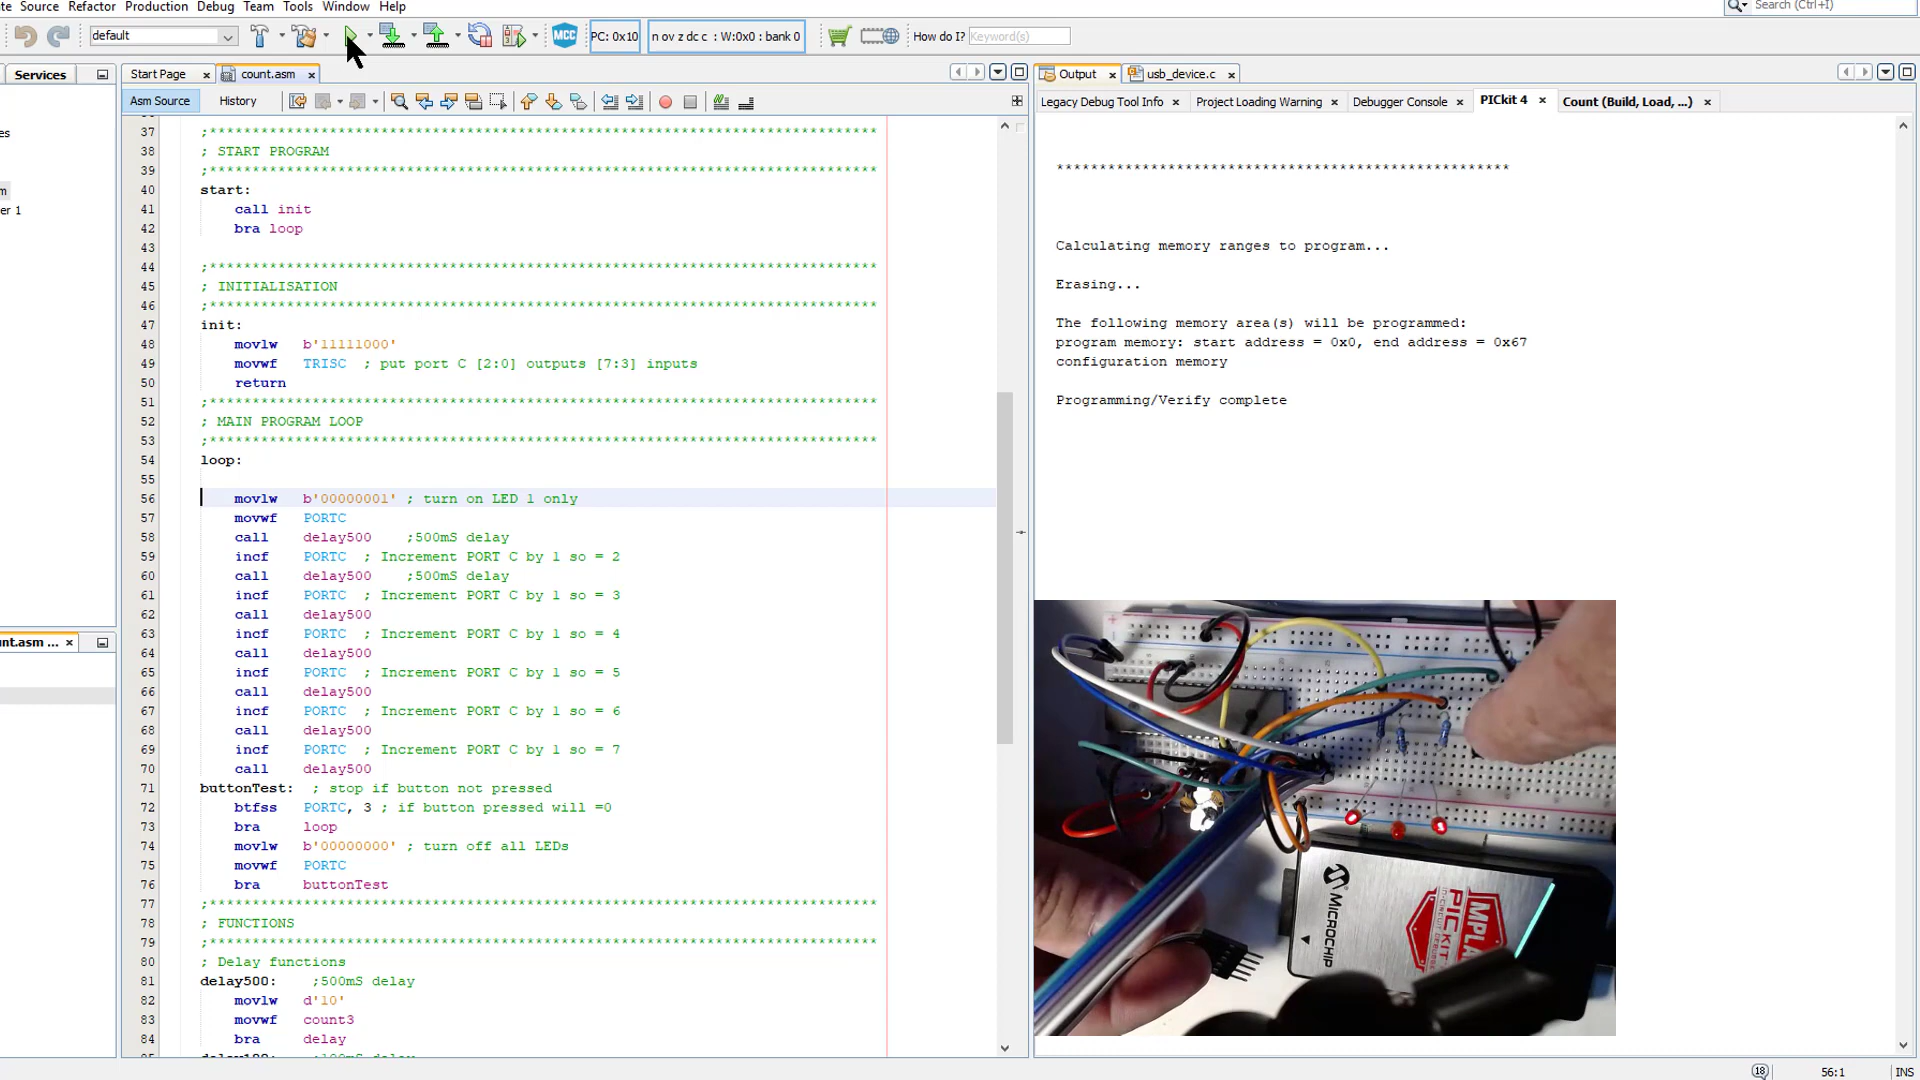 Source Refactor Production Debug Team Tools Window Help
Search (Ctrl+I)
default
PC: 0x10
n ov z dc c : W:0x0 : bank 0
How do I? Keyword(s)
MCC
Services
Start Page
count.asm
Output
usb_device.c
Asm Source
History
Legacy Debug Tool Info
Project Loading Warning
Debugger Console
PICkit 4
Count (Build, Load, ...)
er 1
unt.asm ...
37 ;******************************************************************************
38 ; START PROGRAM
39 ;******************************************************************************
40 start:
41 call init
42 bra loop
43
44 ;******************************************************************************
45 ; INITIALISATION
46 ;******************************************************************************
47 init:
48 movlw b'11111000'
49 movwf TRISC ; put port C [2:0] outputs [7:3] inputs
50 return
51 ;******************************************************************************
52 ; MAIN PROGRAM LOOP
53 ;******************************************************************************
54 loop:
55
56 movlw b'00000001' ; turn on LED 1 only
57 movwf PORTC
58 call delay500 ;500mS delay
59 incf PORTC ; Increment PORT C by 1 so = 2
60 call delay500 ;500mS delay
61 incf PORTC ; Increment PORT C by 1 so = 3
62 call delay500
63 incf PORTC ; Increment PORT C by 1 so = 4
64 call delay500
65 incf PORTC ; Increment PORT C by 1 so = 5
66 call delay500
67 incf PORTC ; Increment PORT C by 1 so = 6
68 call delay500
69 incf PORTC ; Increment PORT C by 1 so = 7
70 call delay500
71 buttonTest: ; stop if button not pressed
72 btfss PORTC, 3 ; if button pressed will =0
73 bra loop
74 movlw b'00000000' ; turn off all LEDs
75 movwf PORTC
76 bra buttonTest
77 ;******************************************************************************
78 ; FUNCTIONS
79 ;******************************************************************************
80 ; Delay functions
81 delay500: ;500mS delay
82 movlw d'10'
83 movwf count3
84 bra delay
*****************************************************
Calculating memory ranges to program...
Erasing...
The following memory area(s) will be programmed:
program memory: start address = 0x0, end address = 0x67
configuration memory
Programming/Verify complete
MICROCHIP
PICKIT
18
56:1
INS